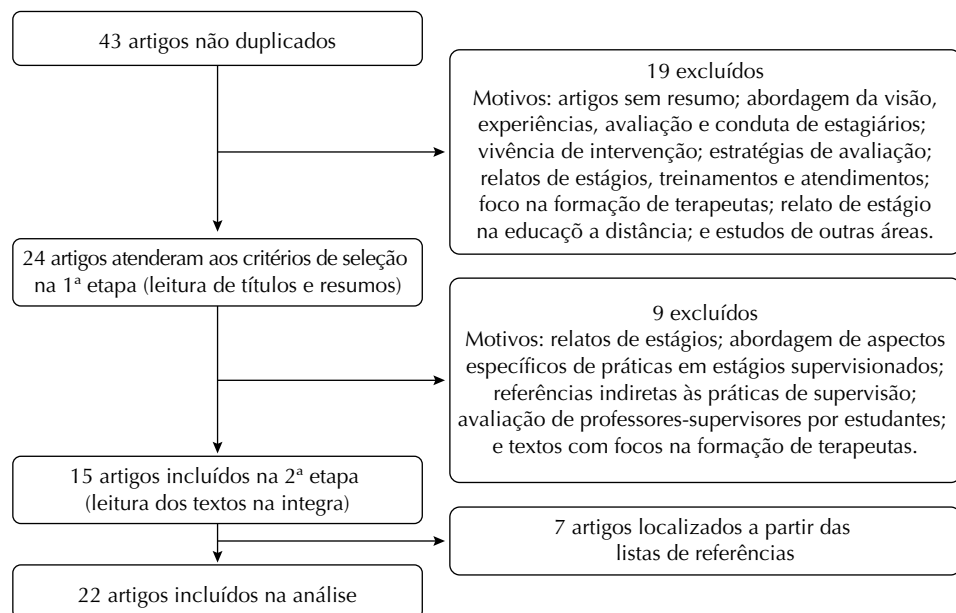 43 artigos não duplicados
19 excluídos
Motivos: artigos sem resumo; abordagem da visão,
experiências, avaliação e conduta de estagiários;
vivência de intervenção; estratégias de avaliação;
relatos de estágios, treinamentos e atendimentos;
foco na formação de terapeutas; relato de estágio
na educaçõ a distância; e estudos de outras áreas.
24 artigos atenderam aos critérios de seleção
na 1ª etapa (leitura de títulos e resumos)
9 excluídos
Motivos: relatos de estágios; abordagem de aspectos
específicos de práticas em estágios supervisionados;
referências indiretas às práticas de supervisão;
avaliação de professores-supervisores por estudantes;
e textos com focos na formação de terapeutas.
15 artigos incluídos na 2ª etapa
(leitura dos textos na integra)
7 artigos localizados a partir das
listas de referência
22 artigos incluídos na análise